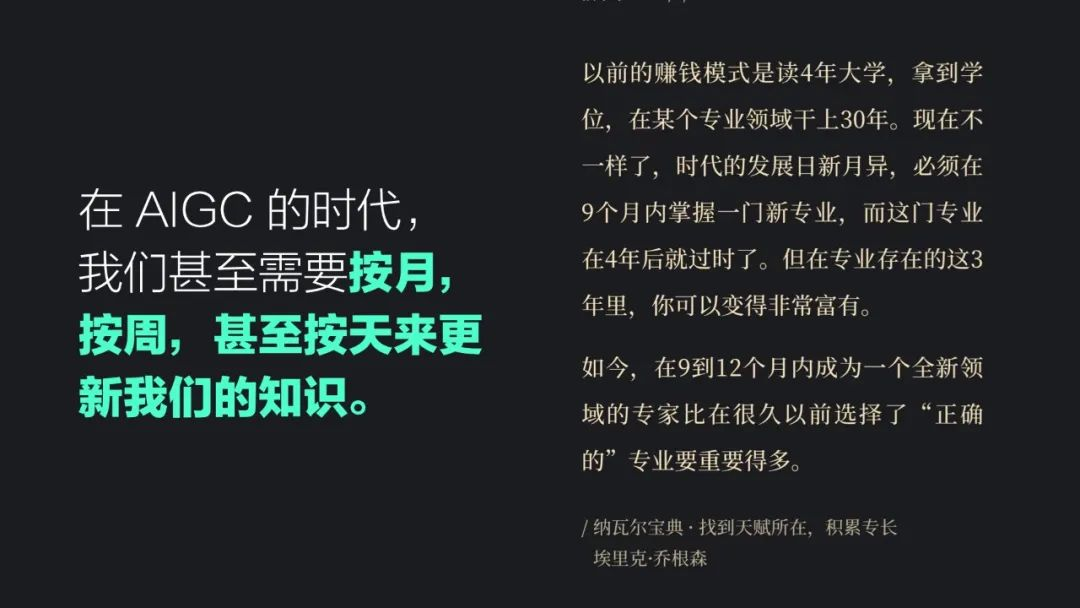 在 AIGC 的时代，
我们甚至需要按月，
按周，甚至按天来更
新我们的知识。
以前的赚钱模式是读4年大学，拿到学
位，在某个专业领域干上30年。现在不
一样了，时代的发展日新月异，必须在
9个月内掌握一门新专业，而这门专业
在4年后就过时了。但在专业存在的这3
年里，你可以变得非常富有。
如今，在9到12个月内成为一个全新领
域的专家比在很久以前选择了“正确
的”专业要重要得多。
/ 纳瓦尔宝典 · 找到天赋所在，积累专长
埃里克·乔根森